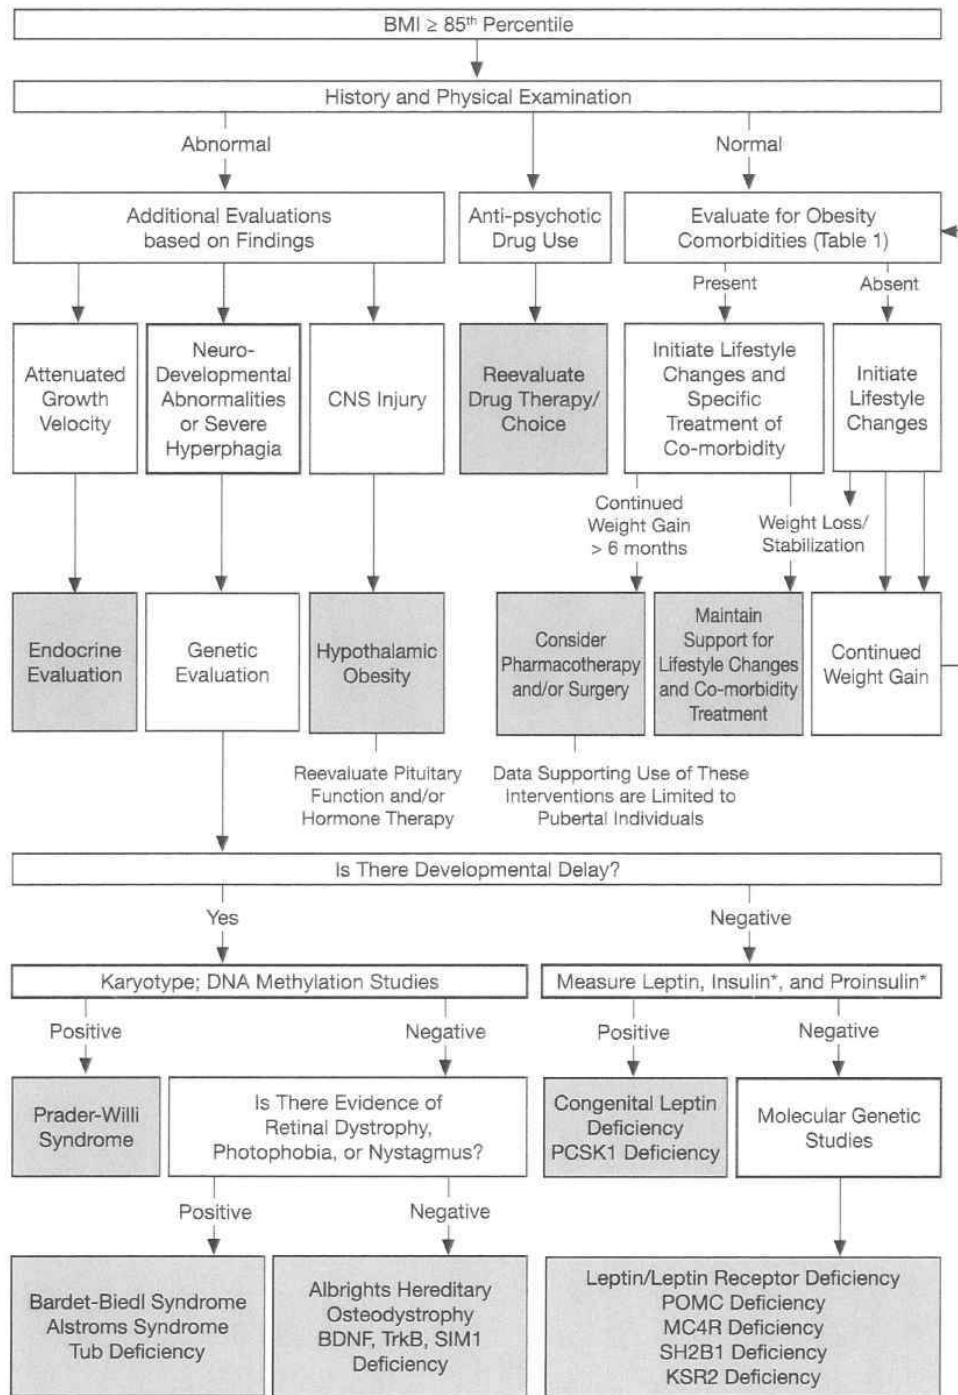 BMI ≥ 85th Percentile
History and Physical Examination
Abnormal
Normal
Additional Evaluations
based on Findings
Anti-psychotic
Drug Use
Evaluate for Obesity
Comorbidities (Table 1)
Present
Absent
Attenuated
Growth
Velocity
Neuro-
Developmental
Abnormalities
or Severe
Hyperphagia
CNS Injury
Reevaluate
Drug Therapy/
Choice
Initiate Lifestyle
Changes and
Specific
Treatment of
Co-morbidity
Initiate
Lifestyle
Changes
Continued
Weight Gain
> 6 months
Weight Loss/
Stabilization
Endocrine
Evaluation
Genetic
Evaluation
Hypothalamic
Obesity
Consider
Pharmacotherapy
and/or Surgery
Maintain
Support for
Lifestyle Changes
and Co-morbidity
Treatment
Continued
Weight Gain
Reevaluate Pituitary
Function and/or
Hormone Therapy
Data Supporting Use of These
Interventions are Limited to
Pubertal Individuals
Is There Developmental Delay?
Yes
Negative
Karyotype; DNA Methylation Studies
Measure Leptin, Insulin*, and Proinsulin*
Positive
Negative
Positive
Negative
Prader-Willi
Syndrome
Is There Evidence of
Retinal Dystrophy,
Photophobia, or Nystagmus?
Congenital Leptin
Deficiency
PCSK1 Deficiency
Molecular Genetic
Studies
Positive
Negative
Bardet-Biedl Syndrome
Alstroms Syndrome
Tub Deficiency
Albrights Hereditary
Osteodystrophy
BDNF, TrkB, SIM1
Deficiency
Leptin/Leptin Receptor Deficiency
POMC Deficiency
MC4R Deficiency
SH2B1 Deficiency
KSR2 Deficiency